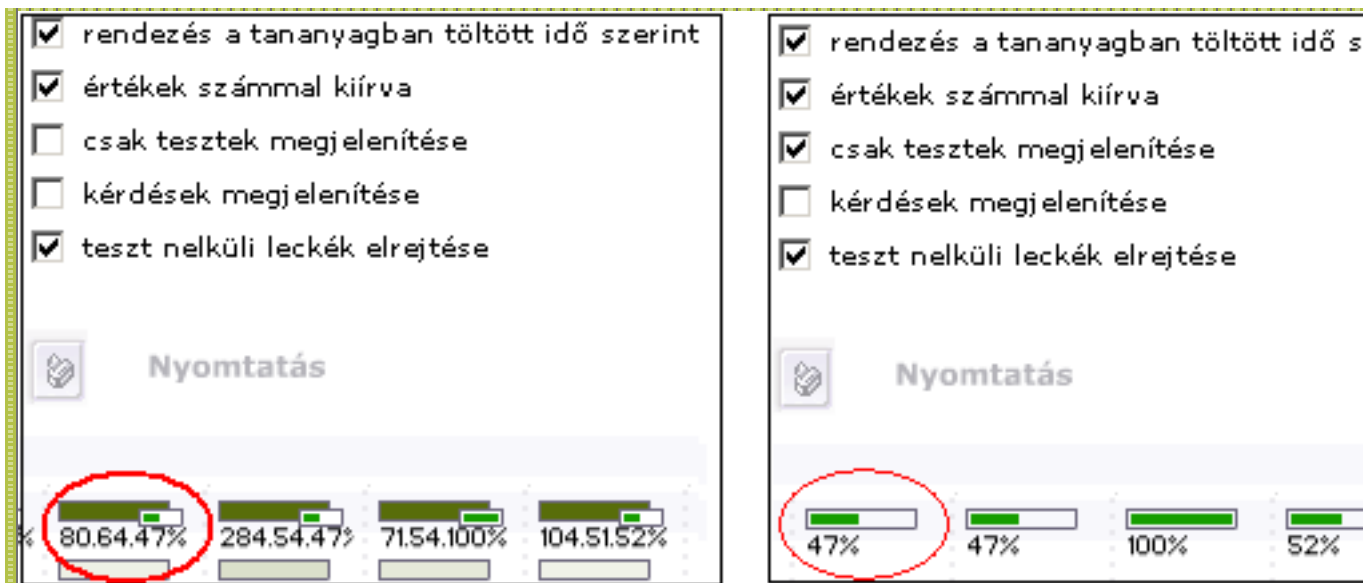 rendezés a tananyagban töltött idő szerint
értékek számmal kiírva
csak tesztek megjelenítése
kérdések megjelenítése
teszt nelküli leckék elrejtése
Nyomtatás
% 80.64.47% 284.54.47% 71.54.100% 104.51.52%
rendezés a tananyagban töltött idő s
értékek számmal kiírva
csak tesztek megjelenítése
kérdések megjelenítése
teszt nelküli leckék elrejtése
Nyomtatás
47% 47% 100% 52%